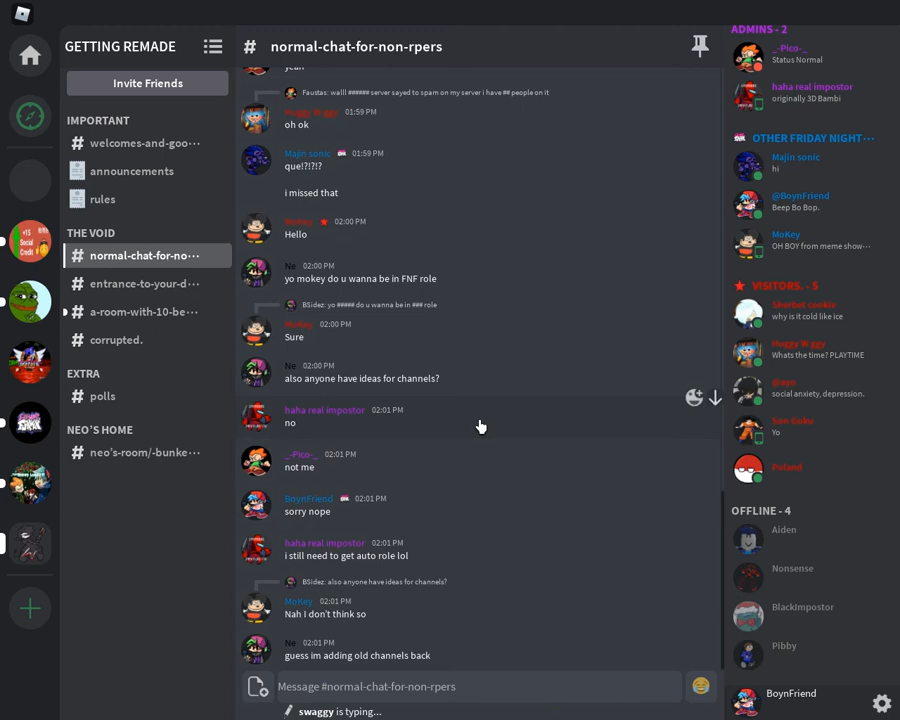 GETTING REMADE
Invite Friends
IMPORTANT
# welcomes-and-goo···
announcements
rules
THE VOID
# normal-chat-for-no···
# entrance-to-your-d···
# a-room-with-10-be···
# corrupted.
EXTRA
# polls
NEO'S HOME
# neo's-room/-bunke···
# normal-chat-for-non-rpers
yeah
Faustas: walll ###### server sayed to spam on my server i have ## people on it
Huggy W ggy 01:59 PM
oh ok
Majin sonic 01:59 PM
que!?!?!?
i missed that
MoKey ★ 02:00 PM
Hello
Ne 02:00 PM
yo mokey do u wanna be in FNF role
BSidez: yo ##### do u wanna be in ### role
MoKey 02:00 PM
Sure
Ne 02:00 PM
also anyone have ideas for channels?
haha real impostor 02:01 PM
no
_-Pico-_ 02:01 PM
not me
BoynFriend 02:01 PM
sorry nope
haha real impostor 02:01 PM
i still need to get auto role lol
BSidez: also anyone have ideas for channels?
MoKey 02:01 PM
Nah I don't think so
Ne 02:01 PM
guess im adding old channels back
Message #normal-chat-for-non-rpers
swaggy is typing...
ADMINS - 2
_-Pico-_
Status Normal
haha real impostor
originally 3D Bambi
OTHER FRIDAY NIGHT···
Majin sonic
hi
@BoynFriend
Beep Bo Bop.
MoKey
OH BOY from meme show···
★ VISITORS. - 5
Sherbet cookie
why is it cold like ice
Huggy W ggy
Whats the time? PLAYTIME
social anxiety, depression.
Son Goku
Yo
Poland
OFFLINE - 4
Aiden
Nonsense
BlackImpostor
Pibby
BoynFriend
+15
Social
Credit